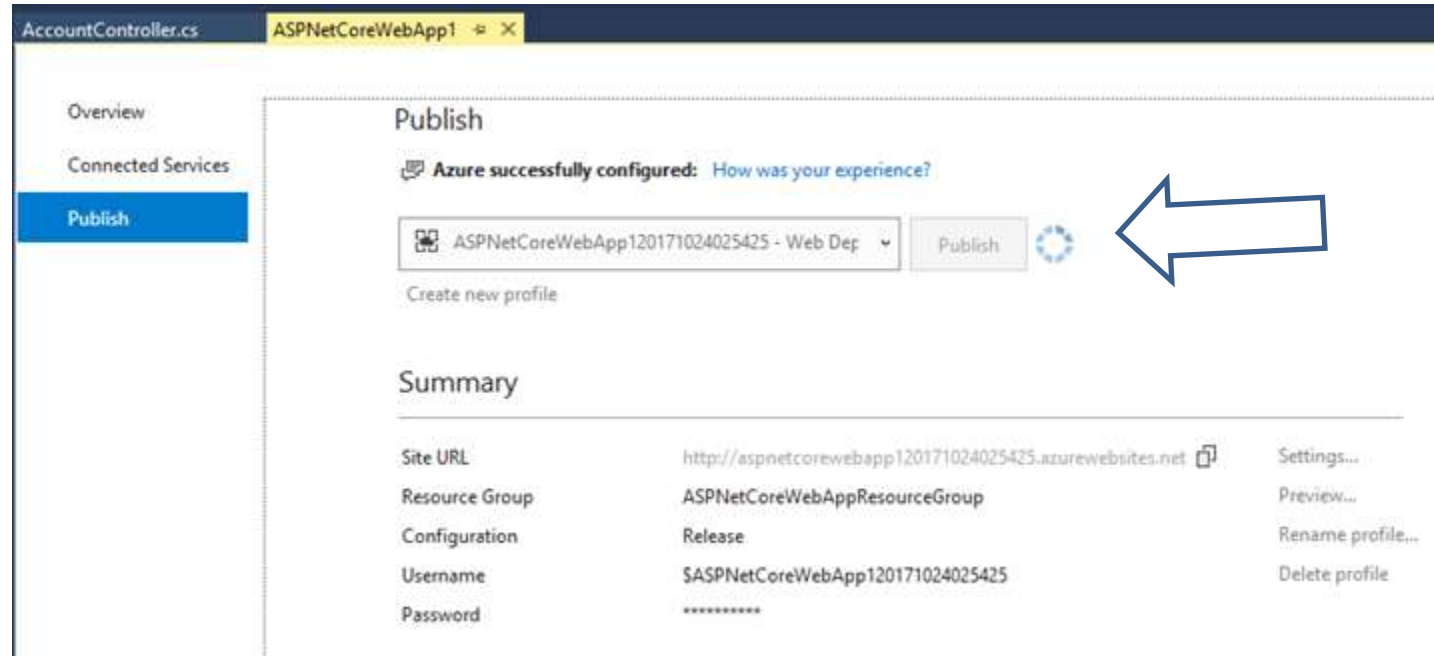 AccountController.cs ASPNetCoreWebApp1
Overview
Connected Services
Publish
Publish
Azure successfully configured: How was your experience?
ASPNetCoreWebApp120171024025425 - Web Dep Publish
Create new profile
Summary
Site URL http://aspnetcorewebapp120171024025425.azurewebsites.net Settings...
Resource Group ASPNetCoreWebAppResourceGroup Preview...
Configuration Release Rename profile...
Username $ASPNetCoreWebApp120171024025425 Delete profile
Password **********